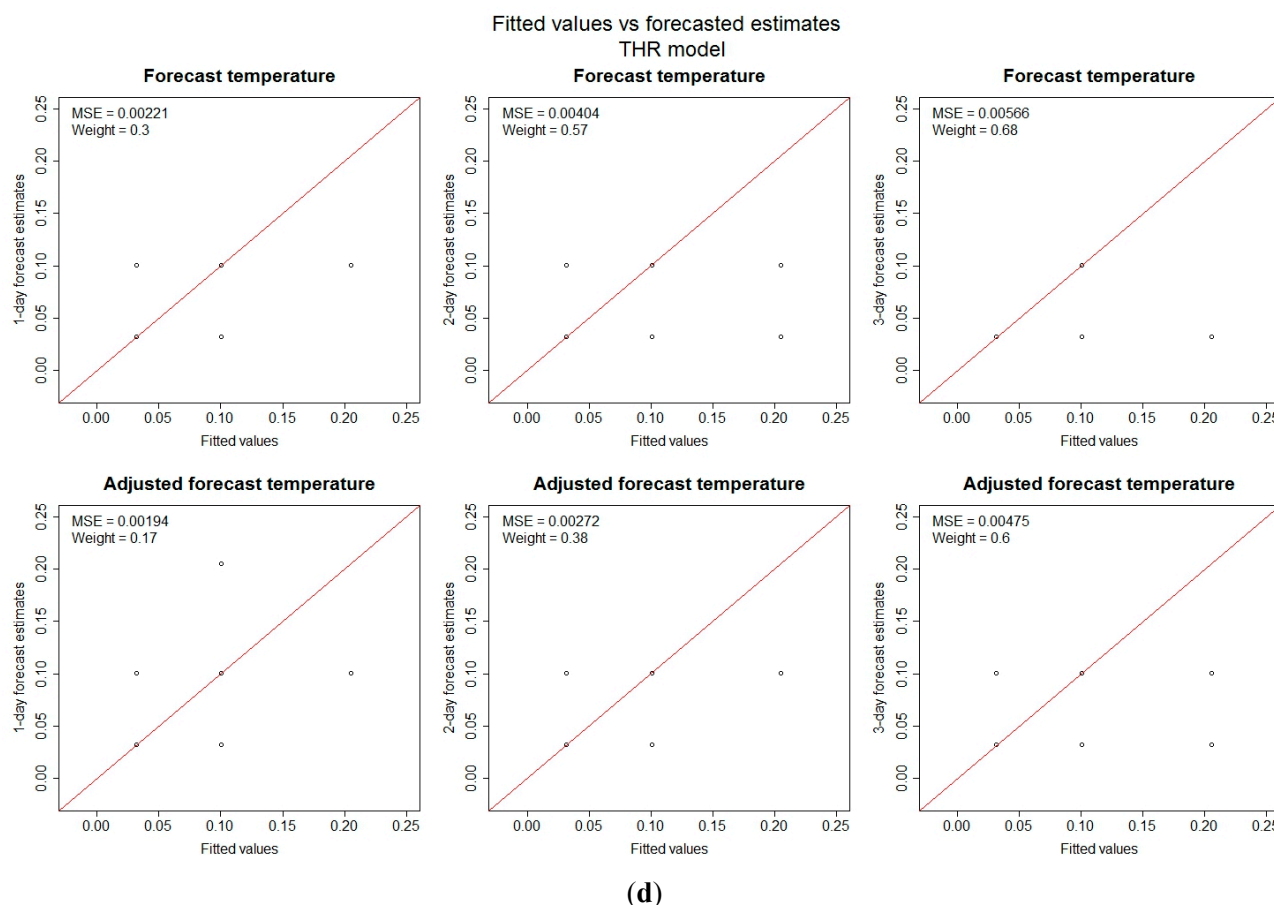 Fitted values vs forecasted estimates
THR model
Forecast temperature
MSE = 0.00221
Weight = 0.3
1-day forecast estimates
0.25
0.20
0.15
0.10
0.05
0.00
0.00 0.05 0.10 0.15 0.20 0.25
Fitted values
Forecast temperature
MSE = 0.00404
Weight = 0.57
2-day forecast estimates
0.25
0.20
0.15
0.10
0.05
0.00
0.00 0.05 0.10 0.15 0.20 0.25
Fitted values
Forecast temperature
MSE = 0.00566
Weight = 0.68
3-day forecast estimates
0.25
0.20
0.15
0.10
0.05
0.00
0.00 0.05 0.10 0.15 0.20 0.25
Fitted values
Adjusted forecast temperature
MSE = 0.00194
Weight = 0.17
1-day forecast estimates
0.25
0.20
0.15
0.10
0.05
0.00
0.00 0.05 0.10 0.15 0.20 0.25
Fitted values
Adjusted forecast temperature
MSE = 0.00272
Weight = 0.38
2-day forecast estimates
0.25
0.20
0.15
0.10
0.05
0.00
0.00 0.05 0.10 0.15 0.20 0.25
Fitted values
Adjusted forecast temperature
MSE = 0.00475
Weight = 0.6
3-day forecast estimates
0.25
0.20
0.15
0.10
0.05
0.00
0.00 0.05 0.10 0.15 0.20 0.25
Fitted values
(d)